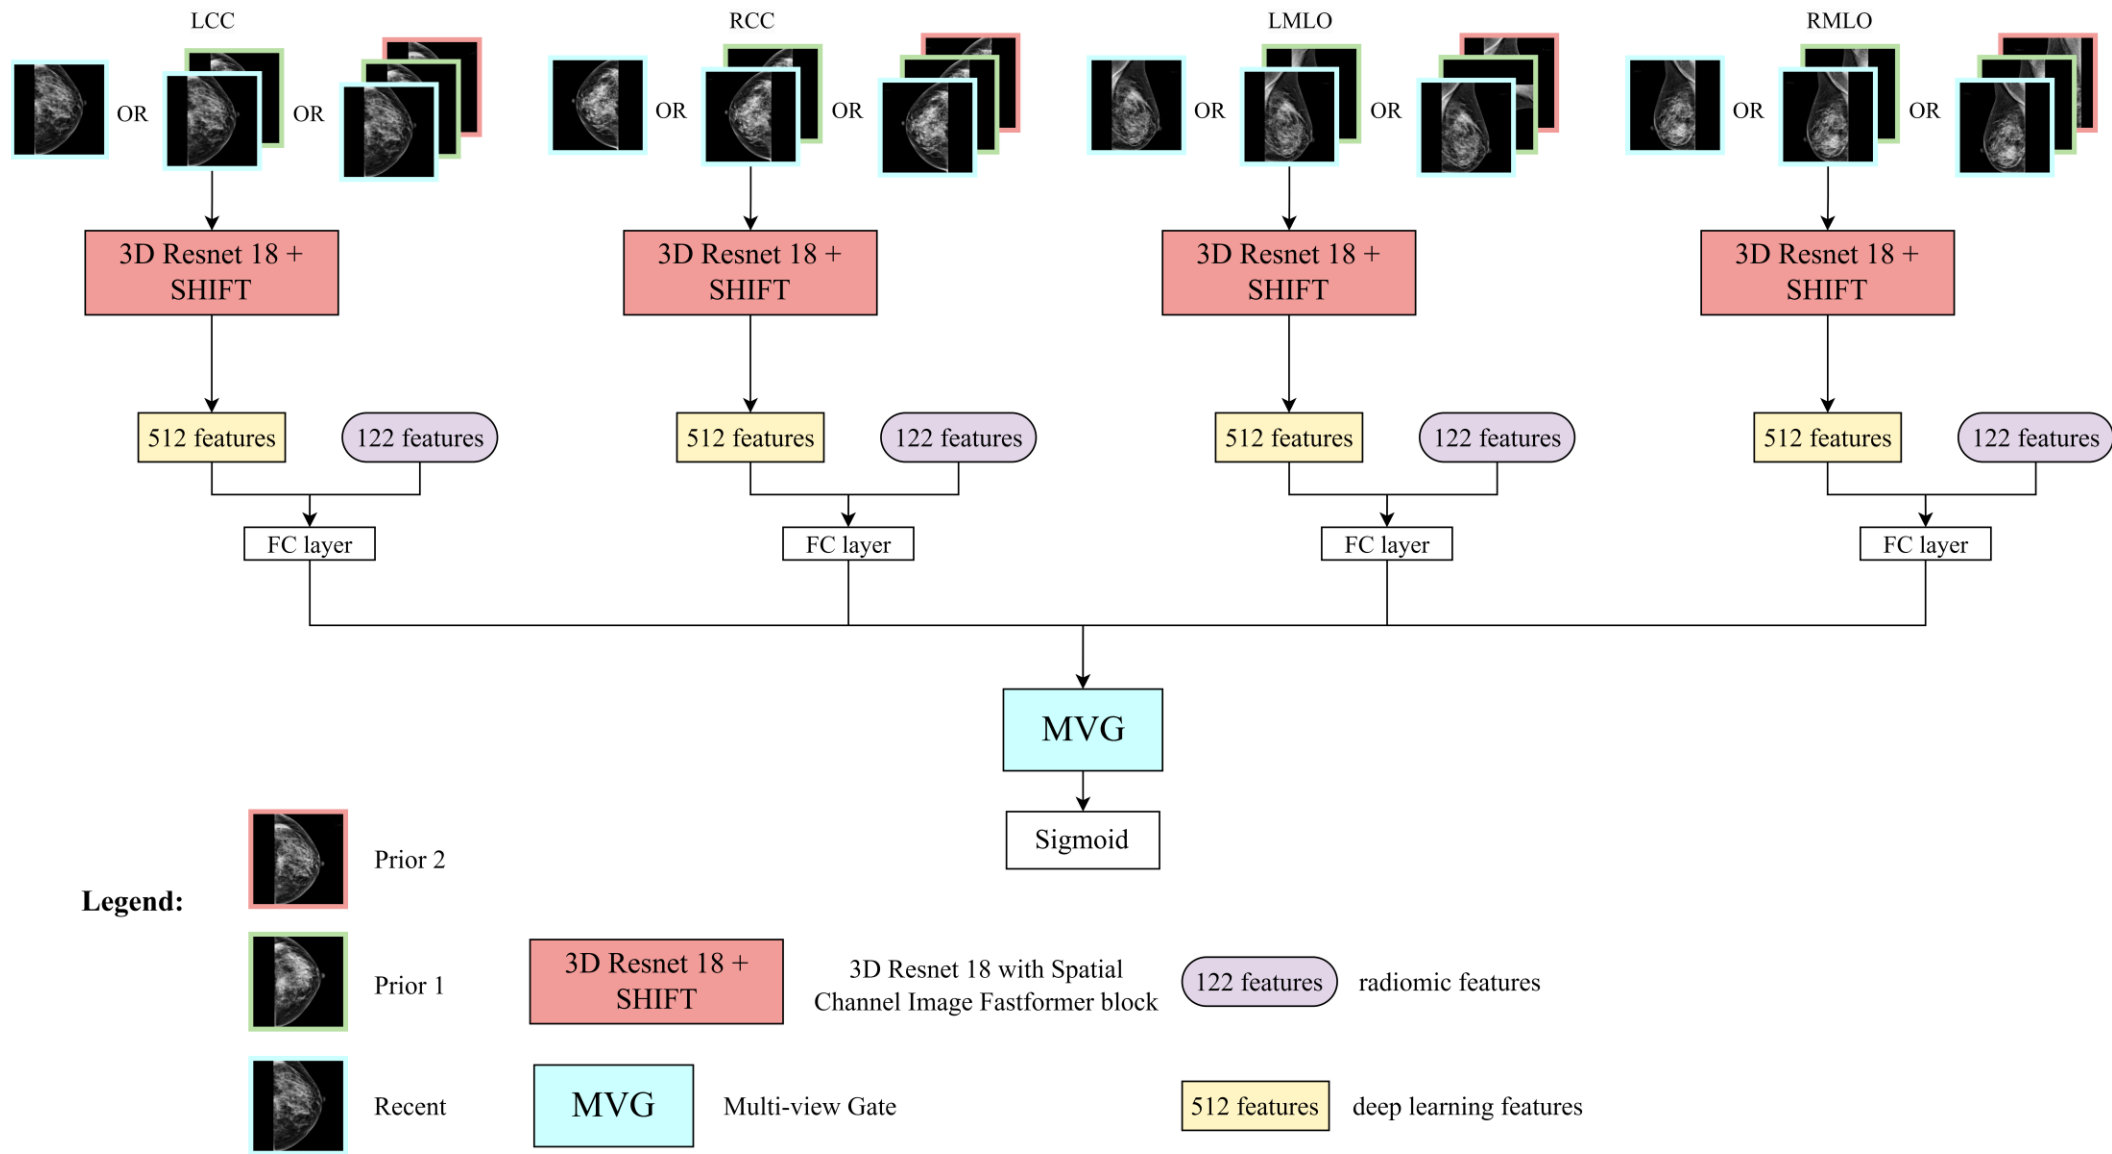 LCC
RCC
LMLO
RMLO
OR
OR
OR
OR
OR
OR
OR
OR
3D Resnet 18 +
SHIFT
3D Resnet 18 +
SHIFT
3D Resnet 18 +
SHIFT
3D Resnet 18 +
SHIFT
512 features
122 features
512 features
122 features
512 features
122 features
512 features
122 features
FC layer
FC layer
FC layer
FC layer
MVG
Sigmoid
Legend:
Prior 2
Prior 1
Recent
3D Resnet 18 +
SHIFT
3D Resnet 18 with Spatial
Channel Image Fastformer block
122 features
radiomic features
MVG
Multi-view Gate
512 features
deep learning features